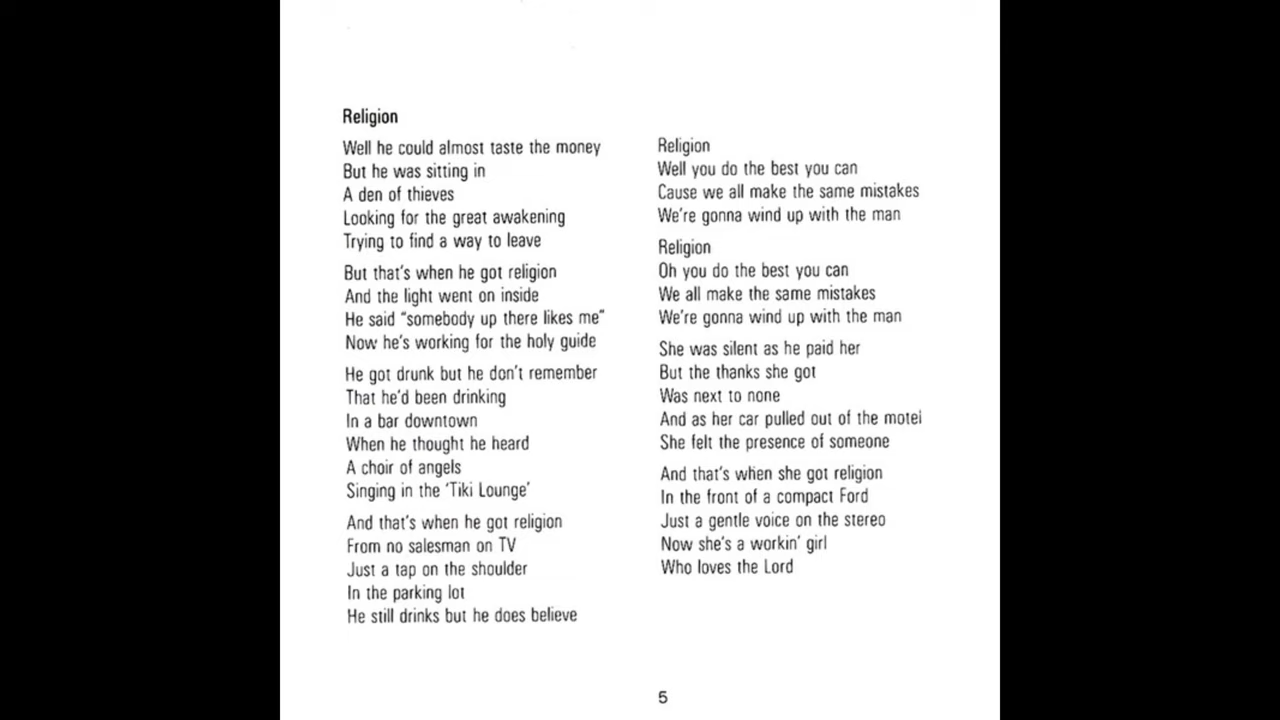 Religion
Well he could almost taste the money
But he was sitting in
A den of thieves
Looking for the great awakening
Trying to find a way to leave
But that's when he got religion
And the light went on inside
He said "somebody up there likes me"
Now he's working for the holy guide
He got drunk but he don't remember
That he'd been drinking
In a bar downtown
When he thought he heard
A choir of angels
Singing in the 'Tiki Lounge'
And that's when he got religion
From no salesman on TV
Just a tap on the shoulder
In the parking lot
He still drinks but he does believe
Religion
Well you do the best you can
Cause we all make the same mistakes
We're gonna wind up with the man
Religion
Oh you do the best you can
We all make the same mistakes
We're gonna wind up with the man
She was silent as he paid her
But the thanks she got
Was next to none
And as her car pulled out of the motel
She felt the presence of someone
And that's when she got religion
In the front of a compact Ford
Just a gentle voice on the stereo
Now she's a workin' girl
Who loves the Lord
5